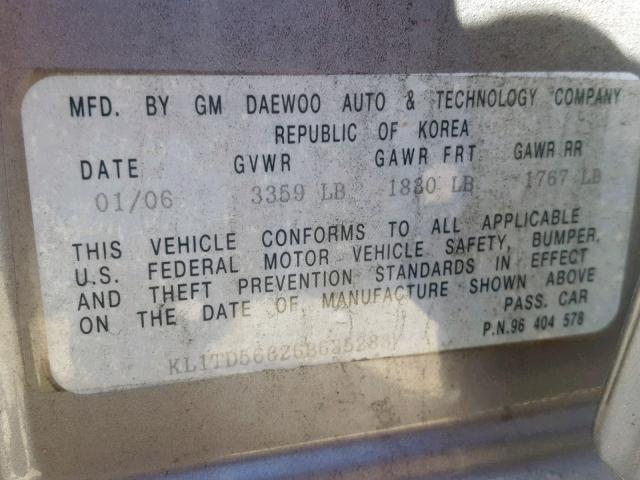 MFD. BY GM DAEWOO AUTO & TECHNOLOGY COMPANY
REPUBLIC OF KOREA
DATE GVWR GAWR FRT GAWR RR
01/06 3359 LB 1830 LB 1767 LB
THIS VEHICLE CONFORMS TO ALL APPLICABLE
U.S. FEDERAL MOTOR VEHICLE SAFETY, BUMPER,
AND THEFT PREVENTION STANDARDS IN EFFECT
ON THE DATE OF MANUFACTURE SHOWN ABOVE
PASS. CAR
P.N.96 404 578